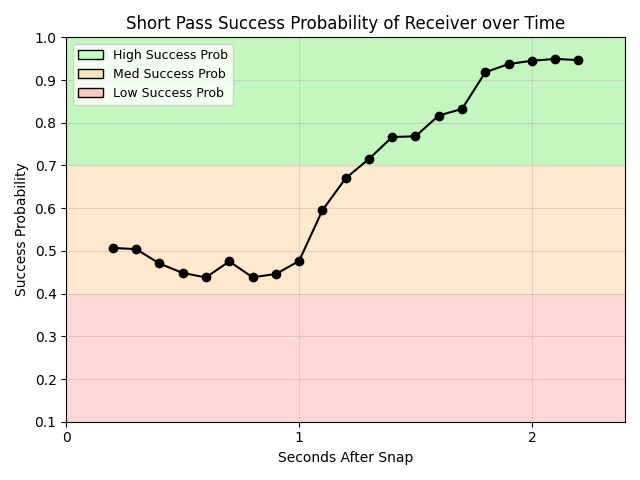 Short Pass Success Probability of Receiver over Time
High Success Prob
Med Success Prob
Low Success Prob
Success Probability
1.0
0.9
0.8
0.7
0.6
0.5
0.4
0.3
0.2
0.1
0 1 2
Seconds After Snap